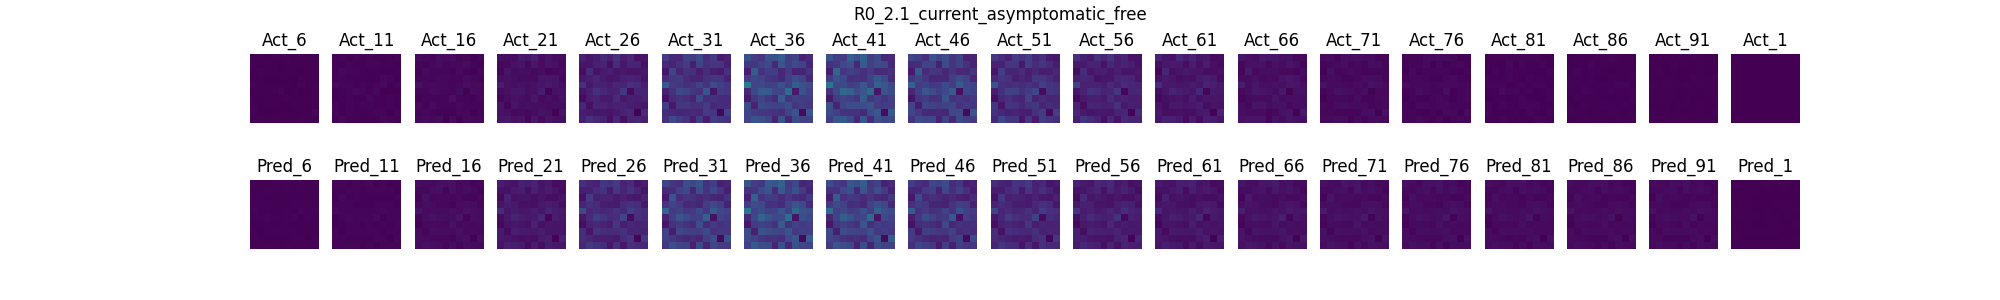 R0_2.1_current_asymptomatic_free
Act_6 Act_11 Act_16 Act_21 Act_26 Act_31 Act_36 Act_41 Act_46 Act_51 Act_56 Act_61 Act_66 Act_71 Act_76 Act_81 Act_86 Act_91 Act_1
Pred_6 Pred_11 Pred_16 Pred_21 Pred_26 Pred_31 Pred_36 Pred_41 Pred_46 Pred_51 Pred_56 Pred_61 Pred_66 Pred_71 Pred_76 Pred_81 Pred_86 Pred_91 Pred_1